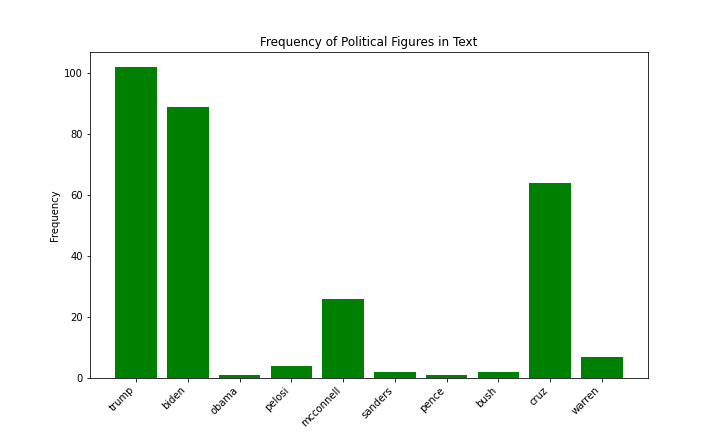 Frequency of Political Figures in Text
Frequency
100
80
60
40
20
0
trump
biden
obama
pelosi
mcconnell
sanders
pence
bush
cruz
warren